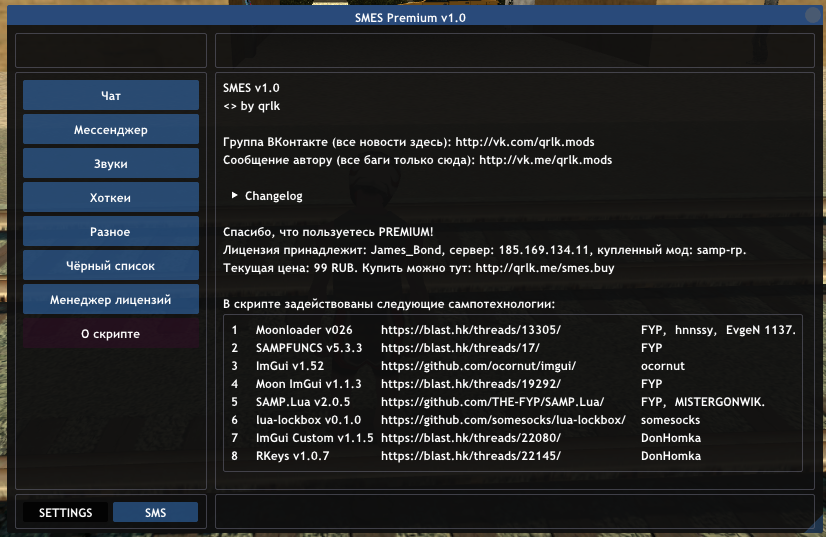 SMES Premium v1.0
Чат
Мессенджер
Звуки
Хоткеи
Разное
Чёрный список
Менеджер лицензий
О скрипте
SETTINGS SMS
SMES v1.0
<> by qrlk
Группа ВКонтакте (все новости здесь): http://vk.com/qrlk.mods
Сообщение автору (все баги только сюда): http://vk.me/qrlk.mods
Changelog
Спасибо, что пользуетесь PREMIUM!
Лицензия принадлежит: James_Bond, сервер: 185.169.134.11, купленный мод: samp-rp.
Текущая цена: 99 RUB. Купить можно тут: http://qrlk.me/smes.buy
В скрипте задействованы следующие самптехнологии:
1 Moonloader v026 https://blast.hk/threads/13305/ FYP, hnnssy, EvgeN 1137.
2 SAMPFUNCS v5.3.3 https://blast.hk/threads/17/ FYP
3 ImGui v1.52 https://github.com/ocornut/imgui/ ocornut
4 Moon ImGui v1.1.3 https://blast.hk/threads/19292/ FYP
5 SAMP.Lua v2.0.5 https://github.com/THE-FYP/SAMP.Lua/ FYP, MISTERGONWIK.
6 lua-lockbox v0.1.0 https://github.com/somesocks/lua-lockbox/ somesocks
7 ImGui Custom v1.1.5 https://blast.hk/threads/22080/ DonHomka
8 RKeys v1.0.7 https://blast.hk/threads/22145/ DonHomka